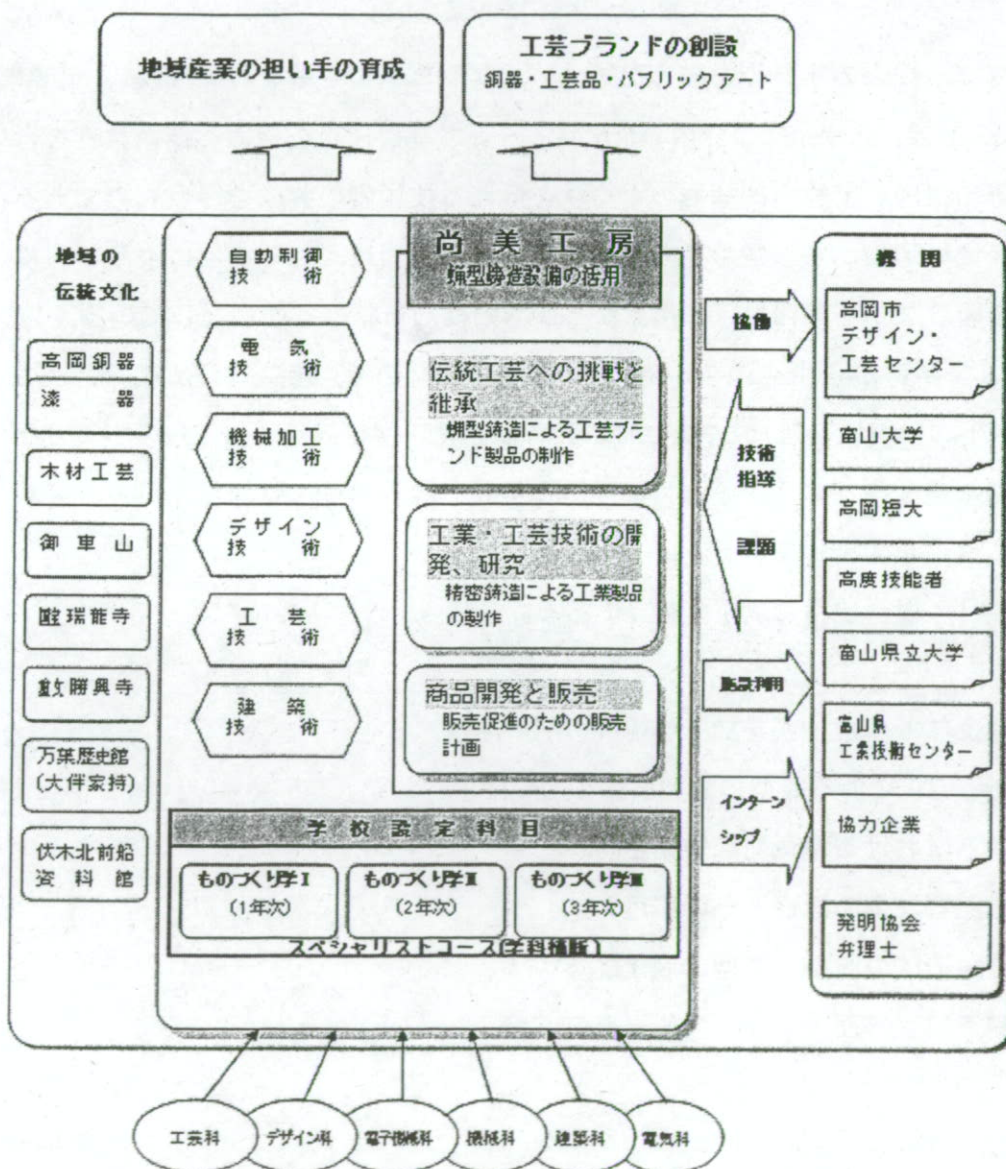 地域産業の担い手の育成
工芸ブランドの創設
銅器・工芸品・パブリックアート
地域の
伝統文化
高岡銅器
漆器
木材工芸
御車山
瑞龍寺
勝興寺
万葉歴史館
(大伴家持)
伏木北前船
資料館
自動制御
技術
電気
技術
機械加工
技術
デザイン
技術
工芸
技術
建築
技術
尚美工房
蝋型鋳造設備の活用
伝統工芸への挑戦と
継承
蝋型鋳造による工芸ブラ
ンド製品の制作
工業・工芸技術の開
発、研究
精密鋳造による工業製品
の製作
商品開発と販売
販売促進のための販売
計画
学校設定科目
ものづくり学Ⅰ
(1年次)
ものづくり学Ⅱ
(2年次)
ものづくり学Ⅲ
(3年次)
スペシャリストコース(学科横断)
協働
技術
指導
課題
施設利用
インターン
シップ
機関
高岡市
デザイン・
工芸センター
富山大学
高岡短大
高度技能者
富山県立大学
富山県
工業技術センター
協力企業
発明協会
弁理士
工芸科
デザイン科
電子機械科
機械科
建築科
電気科